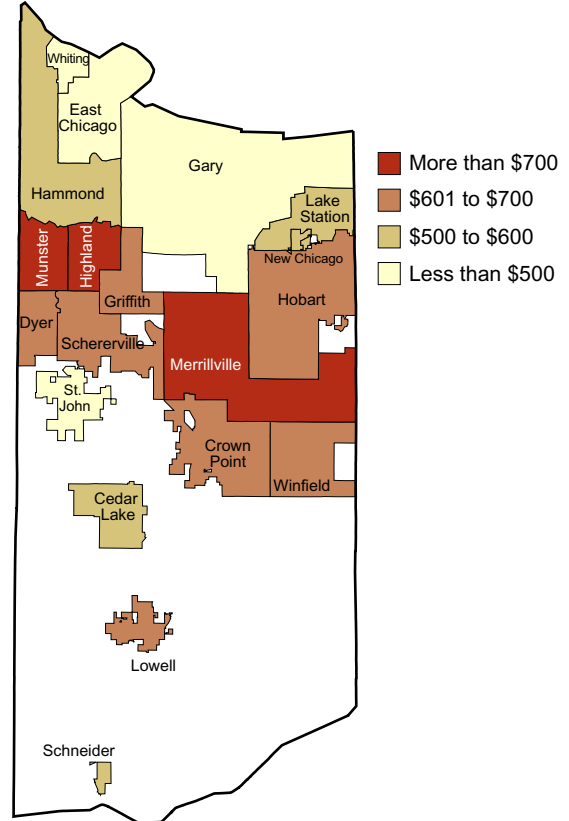 Whiting
East
Chicago
Gary
Hammond
Lake
Station
New Chicago
Munster
Highland
Griffith
Hobart
Dyer
Schererville
Merrillville
St.
John
Crown
Point
Winfield
Cedar
Lake
Lowell
Schneider
More than $700
$601 to $700
$500 to $600
Less than $500